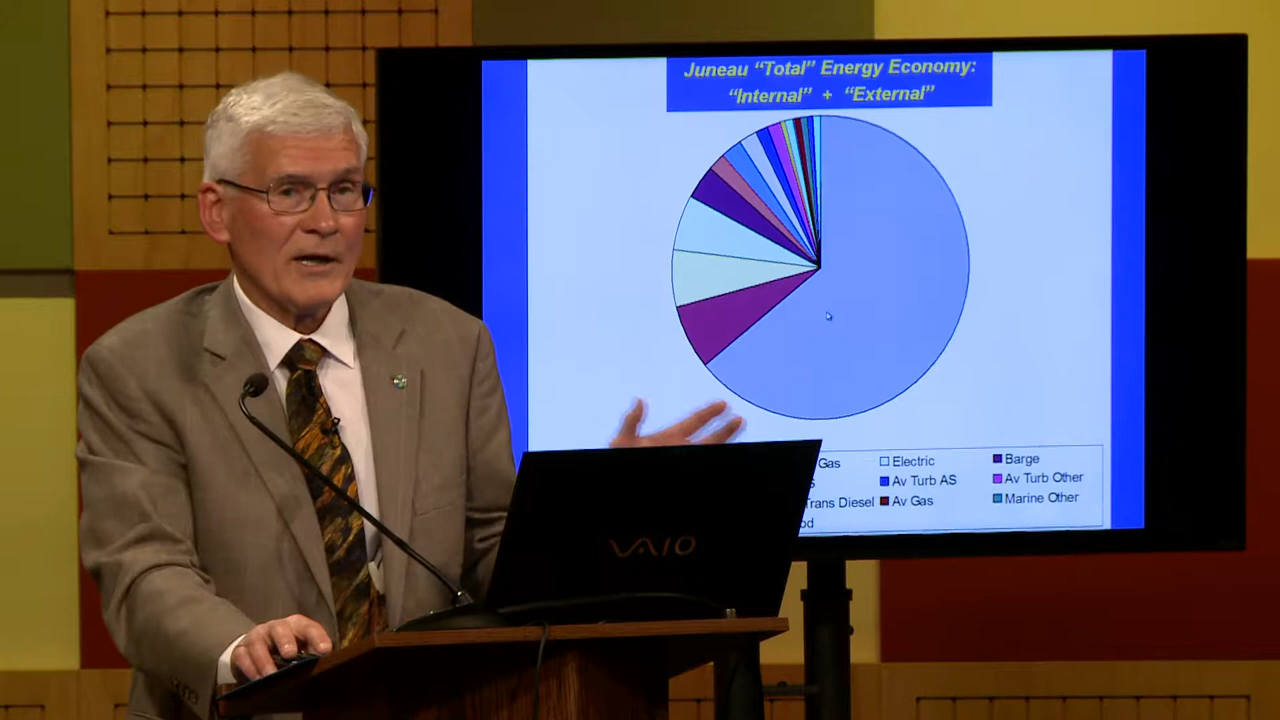 Juneau “Total” Energy Economy:
“Internal” + “External”
Gas Electric Barge
Av Turb AS Av Turb Other
Trans Diesel Av Gas Marine Other
VAIO